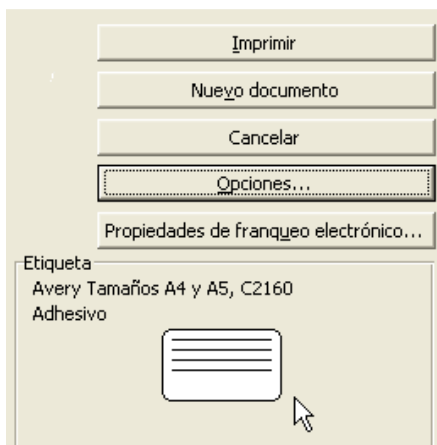 Imprimir
Nuevo documento
Cancelar
Opciones...
Propiedades de franqueo electrónico...
Etiqueta
Avery Tamaños A4 y A5, C2160
Adhesivo